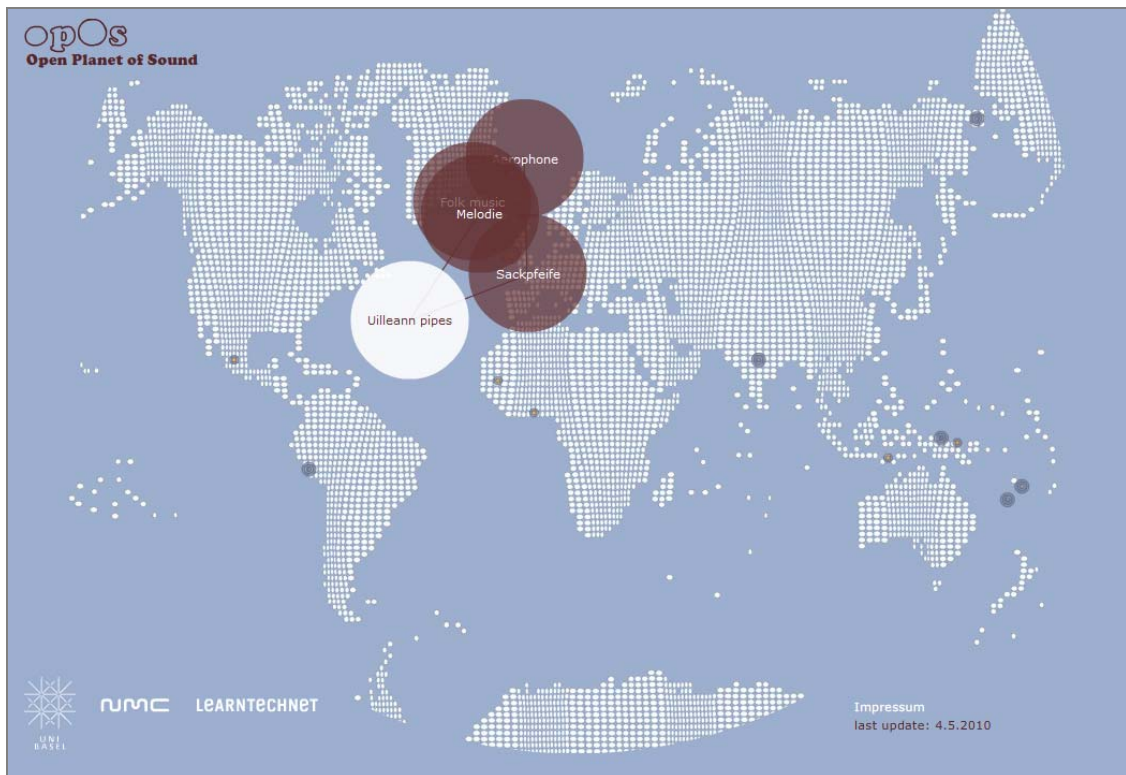 opOs
Open Planet of Sound
Aerophone
Folk music
Melodie
Sackpfeife
Uilleann pipes
UNI
BASEL
NMC
LEARNTECHNET
Impressum
last update: 4.5.2010